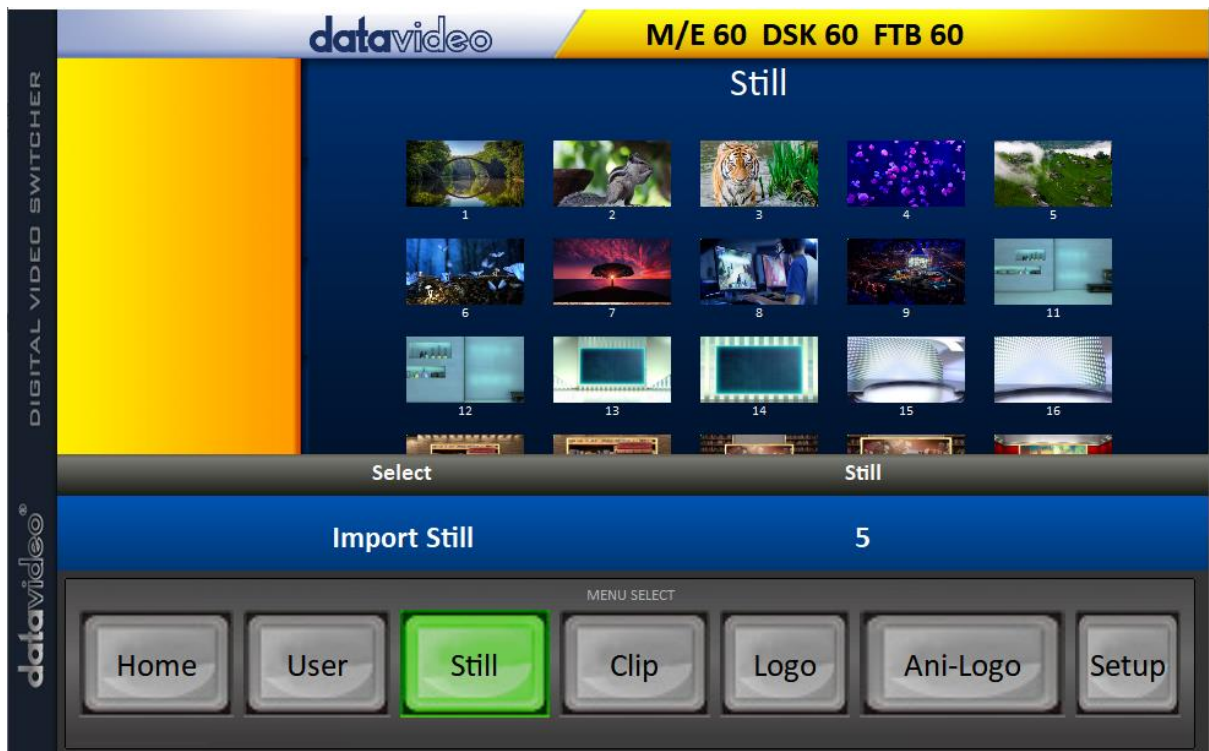 datavideo
M/E 60 DSK 60 FTB 60
Still
1 2 3 4 5
6 7 8 9 11
12 13 14 15 16
Select Still
Import Still 5
MENU SELECT
Home User Still Clip Logo Ani-Logo Setup
DIGITAL VIDEO SWITCHER
datavideo®